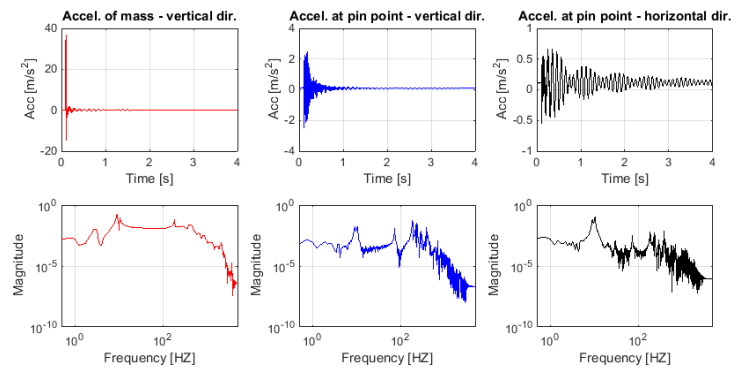 Accel. of mass - vertical dir.
Acc [m/s²]
40
20
0
-20
0 1 2 3 4
Time [s]
Accel. at pin point - vertical dir.
Acc [m/s²]
4
2
0
-2
-4
0 1 2 3 4
Time [s]
Accel. at pin point - horizontal dir.
Acc [m/s²]
1
0.5
0
-0.5
-1
0 1 2 3 4
Time [s]
Magnitude
10⁰
10⁻⁵
10⁻¹⁰
10⁰ 10²
Frequency [HZ]
Magnitude
10⁰
10⁻⁵
10⁻¹⁰
10⁰ 10²
Frequency [HZ]
Magnitude
10⁰
10⁻⁵
10⁻¹⁰
10⁰ 10²
Frequency [HZ]